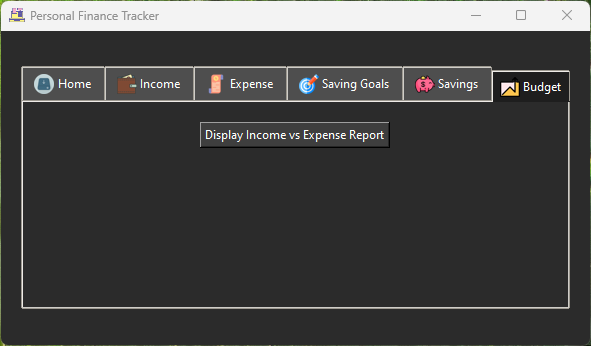 Personal Finance Tracker
Home Income Expense Saving Goals Savings Budget
Display Income vs Expense Report